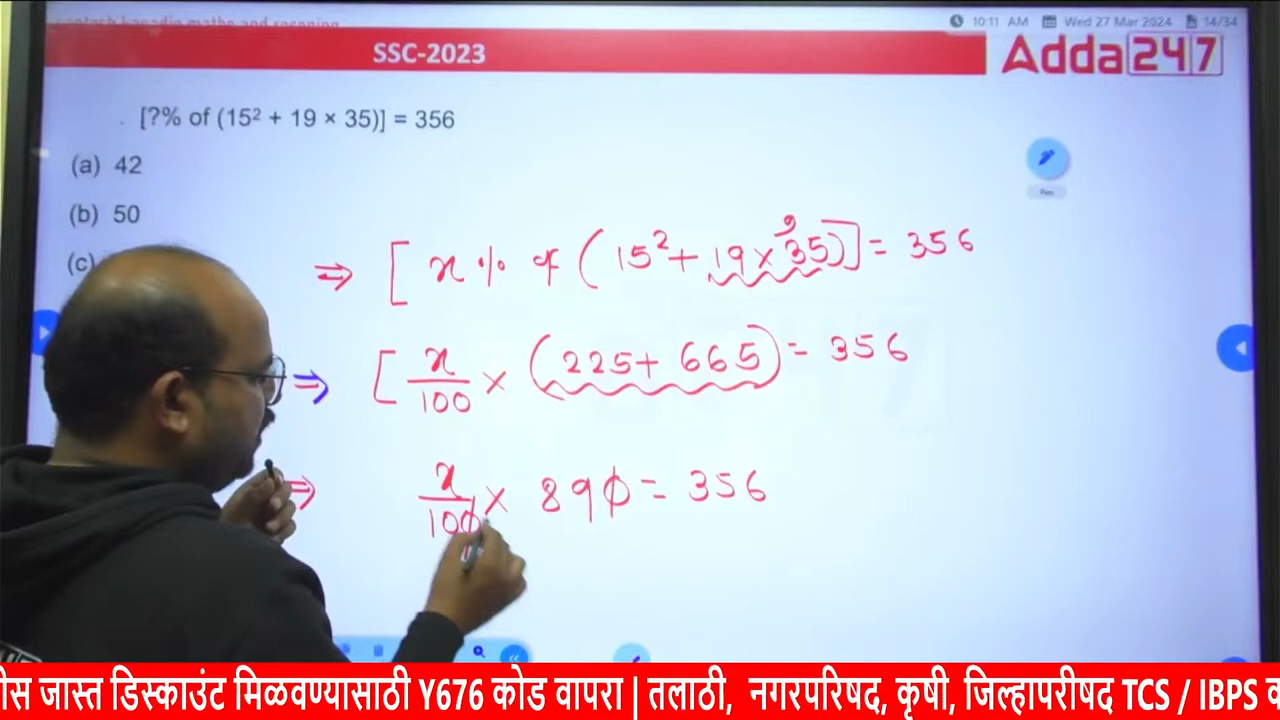 10:11 AM Wed 27 Mar 2024 14/34
SSC-2023
Adda247
[?% of (15² + 19 × 35)] = 356
(a) 42
(b) 50
(c)
Pen
⇒ [ x % of ( 15² + 19 × 35 ) ] = 356
⇒ [ x/100 × ( 225 + 665 ) = 356
⇒ x/100 × 890 = 356
ीस जास्त डिस्काउंट मिळवण्यासाठी Y676 कोड वापरा | तलाठी, नगरपरिषद, कृषी, जिल्हापरीषद TCS / IBPS क